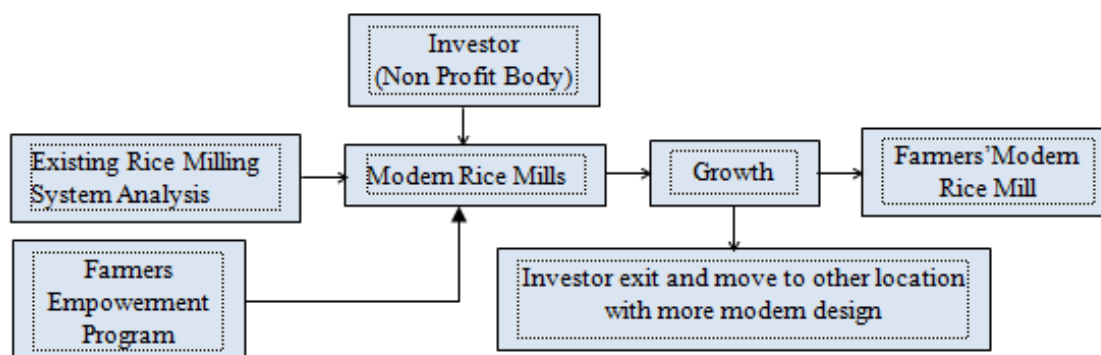 Investor
(Non Profit Body)
Existing Rice Milling
System Analysis
Modern Rice Mills
Growth
Farmers'Modern
Rice Mill
Farmers
Empowerment
Program
Investor exit and move to other location
with more modern design